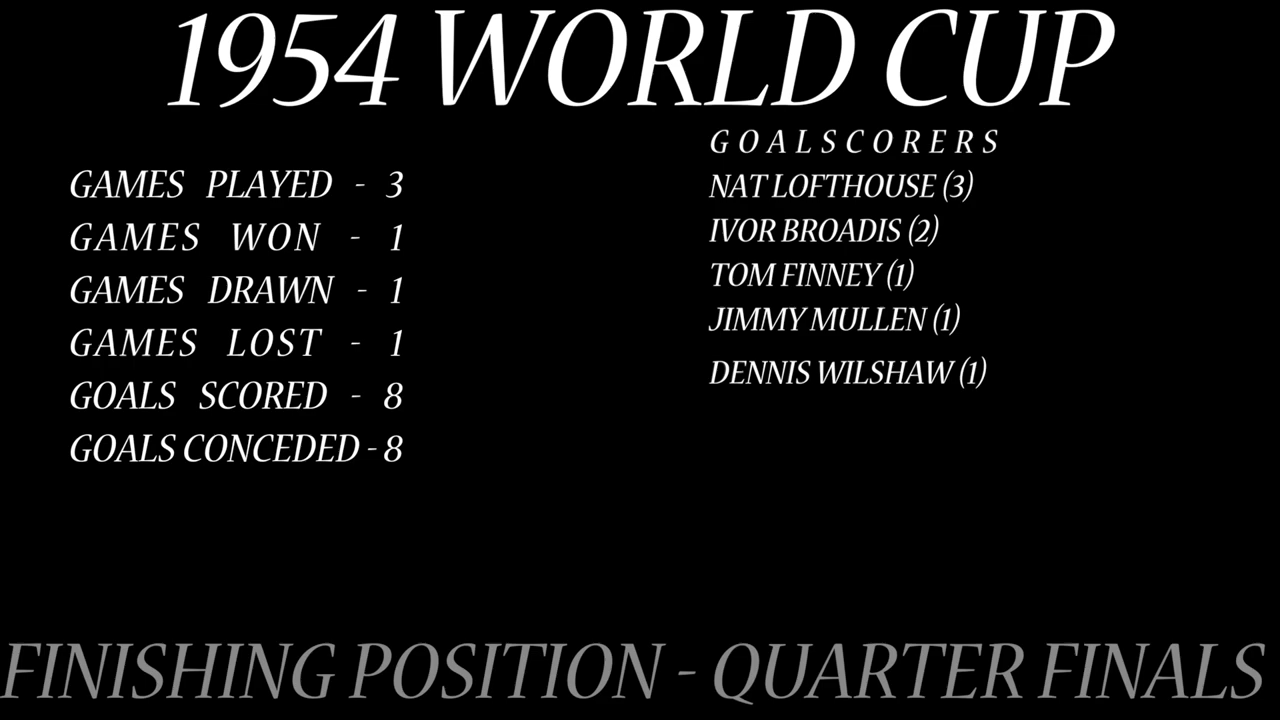 1954 WORLD CUP
GAMES PLAYED - 3
GAMES WON - 1
GAMES DRAWN - 1
GAMES LOST - 1
GOALS SCORED - 8
GOALS CONCEDED - 8
GOALSCORERS
NAT LOFTHOUSE (3)
IVOR BROADIS (2)
TOM FINNEY (1)
JIMMY MULLEN (1)
DENNIS WILSHAW (1)
FINISHING POSITION - QUARTER FINALS